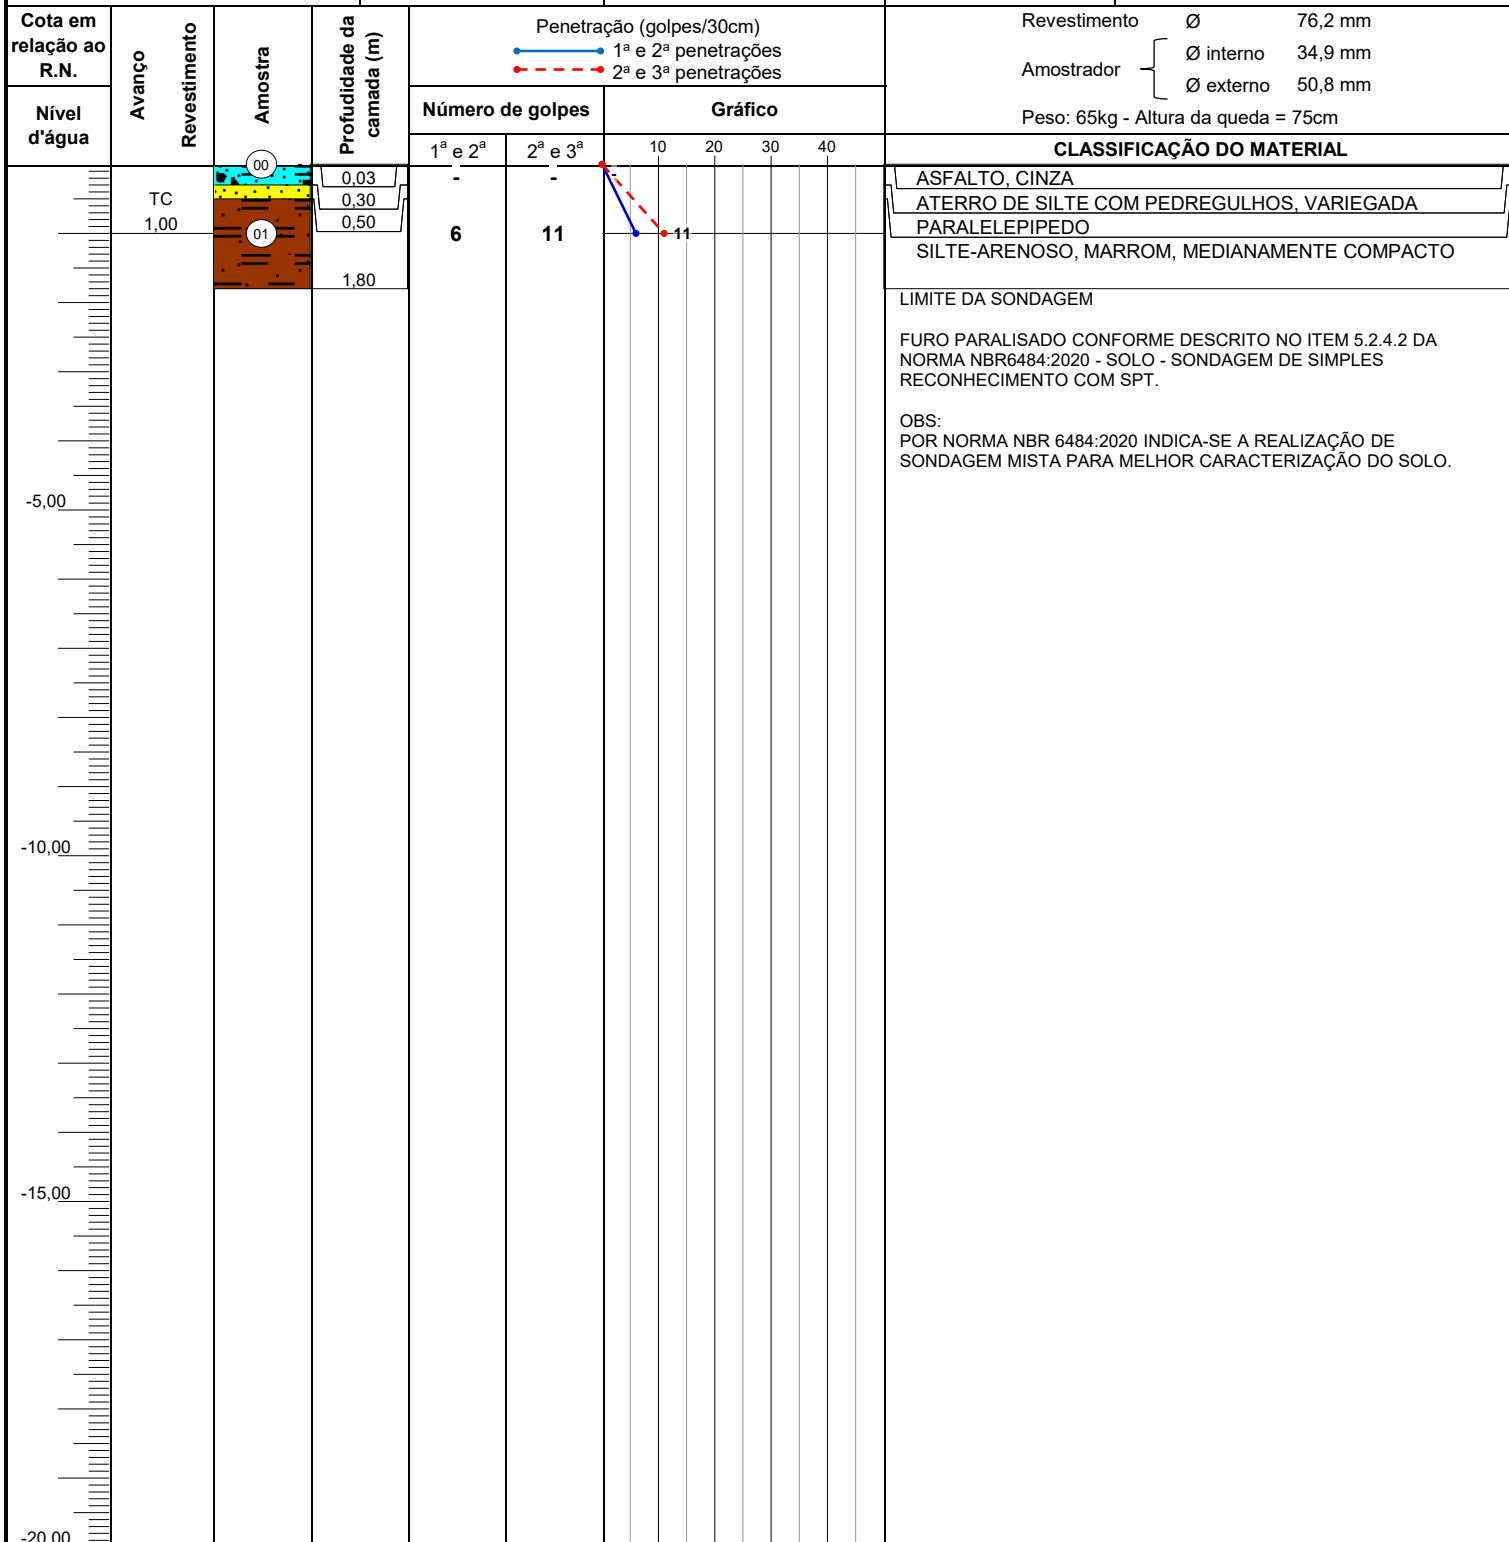 Cota em
relação ao
R.N.
Nível
d'água
Avanço
Revestimento
Amostra
Profudidade da
camada (m)
Penetração (golpes/30cm)
1ª e 2ª penetrações
2ª e 3ª penetrações
Número de golpes
Gráfico
1ª e 2ª
2ª e 3ª
10 20 30 40
Revestimento Ø 76,2 mm
Amostrador
Ø interno 34,9 mm
Ø externo 50,8 mm
Peso: 65kg - Altura da queda = 75cm
CLASSIFICAÇÃO DO MATERIAL
00
0,03
- -
-
ASFALTO, CINZA
TC
0,30
ATERRO DE SILTE COM PEDREGULHOS, VARIEGADA
1,00
0,50
PARALELEPIPEDO
01
6 11
11
SILTE-ARENOSO, MARROM, MEDIANAMENTE COMPACTO
1,80
LIMITE DA SONDAGEM
FURO PARALISADO CONFORME DESCRITO NO ITEM 5.2.4.2 DA
NORMA NBR6484:2020 - SOLO - SONDAGEM DE SIMPLES
RECONHECIMENTO COM SPT.
OBS:
POR NORMA NBR 6484:2020 INDICA-SE A REALIZAÇÃO DE
SONDAGEM MISTA PARA MELHOR CARACTERIZAÇÃO DO SOLO.
-5,00
-10,00
-15,00
-20,00